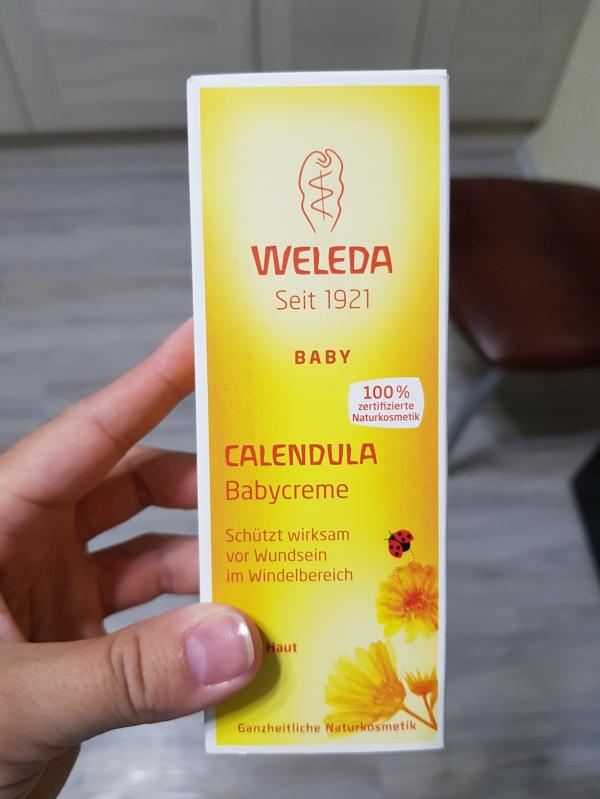 WELEDA
Seit 1921
BABY
100%
zertifizierte
Naturkosmetik
CALENDULA
Babycreme
Schützt wirksam
vor Wundsein
im Windelbereich
Haut
Ganzheitliche Naturkosmetik